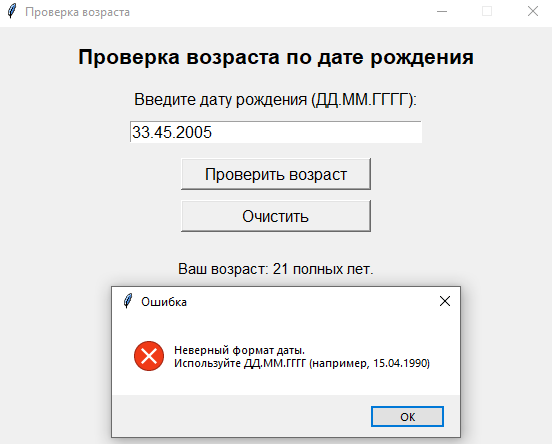 Проверка возраста
Проверка возраста по дате рождения
Введите дату рождения (ДД.ММ.ГГГГ):
33.45.2005
Проверить возраст
Очистить
Ваш возраст: 21 полных лет.
Ошибка
Неверный формат даты.
Используйте ДД.ММ.ГГГГ (например, 15.04.1990)
ОК